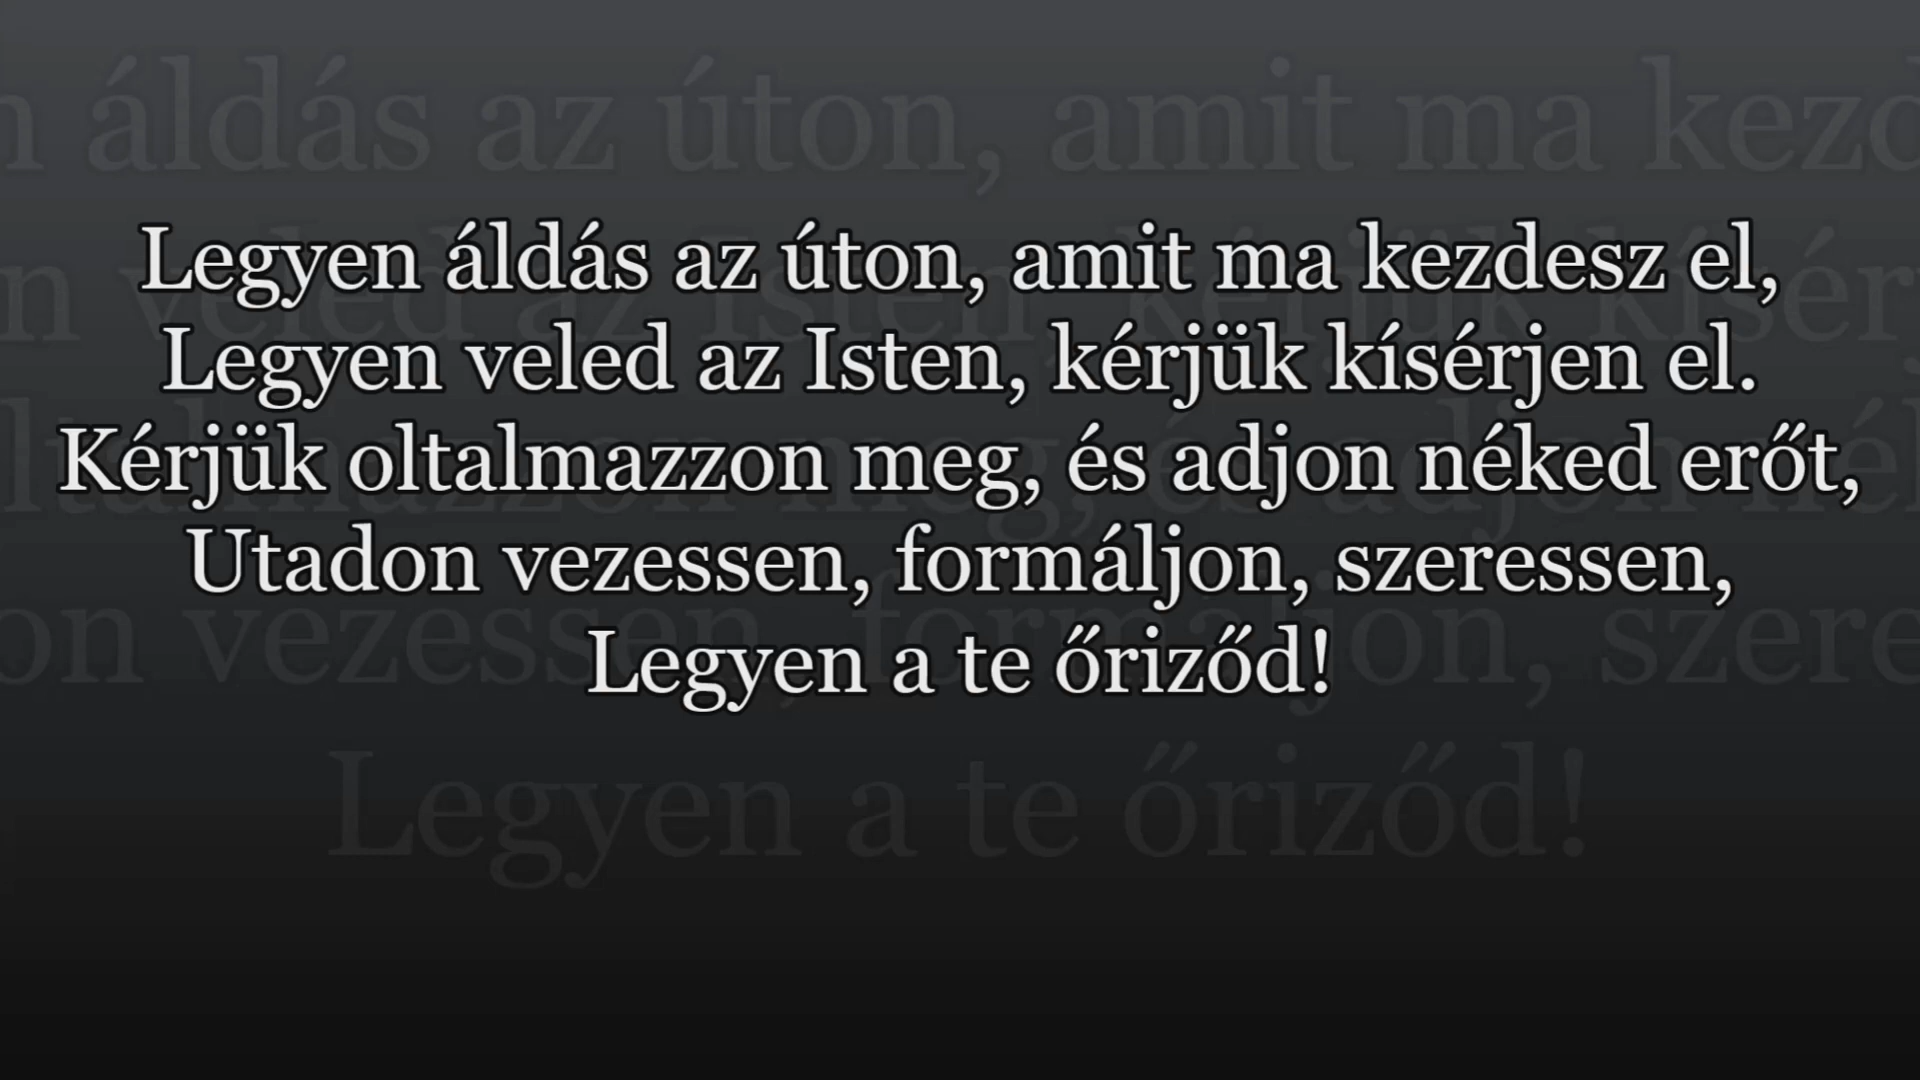 Legyen áldás az úton, amit ma kezdesz el,
Legyen veled az Isten, kérjük kísérjen el.
Kérjük oltalmazzon meg, és adjon néked erőt,
Utadon vezessen, formáljon, szeressen,
Legyen a te őriződ!